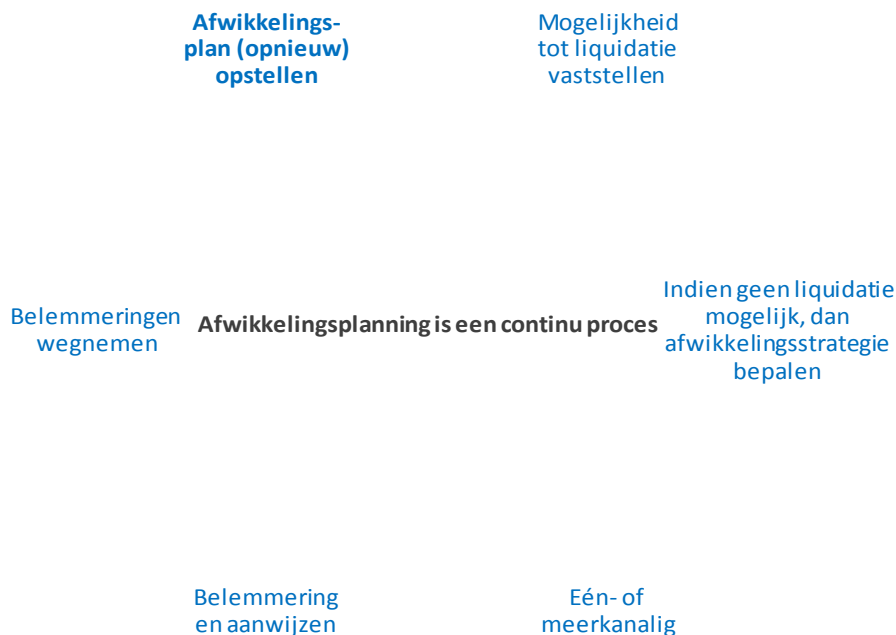 Afwikkelings-
plan (opnieuw)
opstellen
Mogelijkheid
tot liquidatie
vaststellen
Indien geen liquidatie
mogelijk, dan
afwikkelingsstrategie
bepalen
Eén- of
meerkanalig
Belemmering
en aanwijzen
Belemmeringen
wegnemen
Afwikkelingsplanning is een continu proces